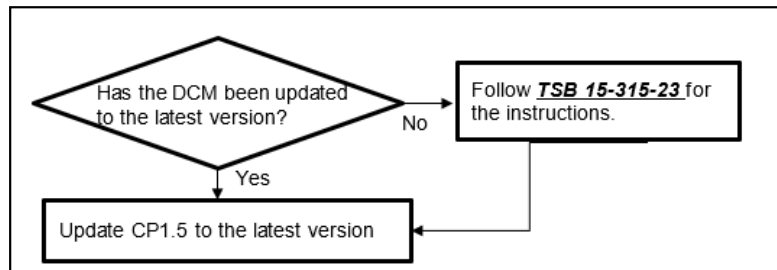 Has the DCM been updated
to the latest version?
No
Follow TSB 15-315-23 for
the instructions.
Yes
Update CP1.5 to the latest version